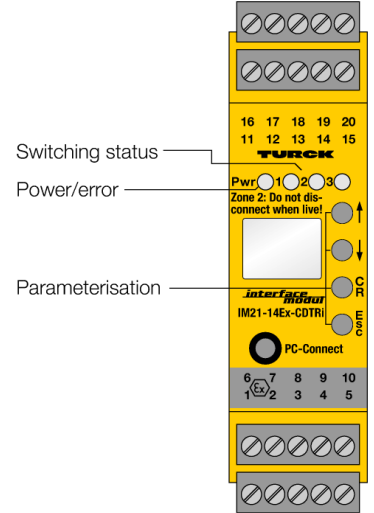 16 17 18 19 20
11 12 13 14 15
TURCK
Switching status
Power/error
Pwr 1 2 3
Zone 2: Do not dis-
connect when live!
Parameterisation
CR
interface
modul
IM21-14Ex-CDTRi
Esc
PC-Connect
6 7 8 9 10
Ex
1 2 3 4 5